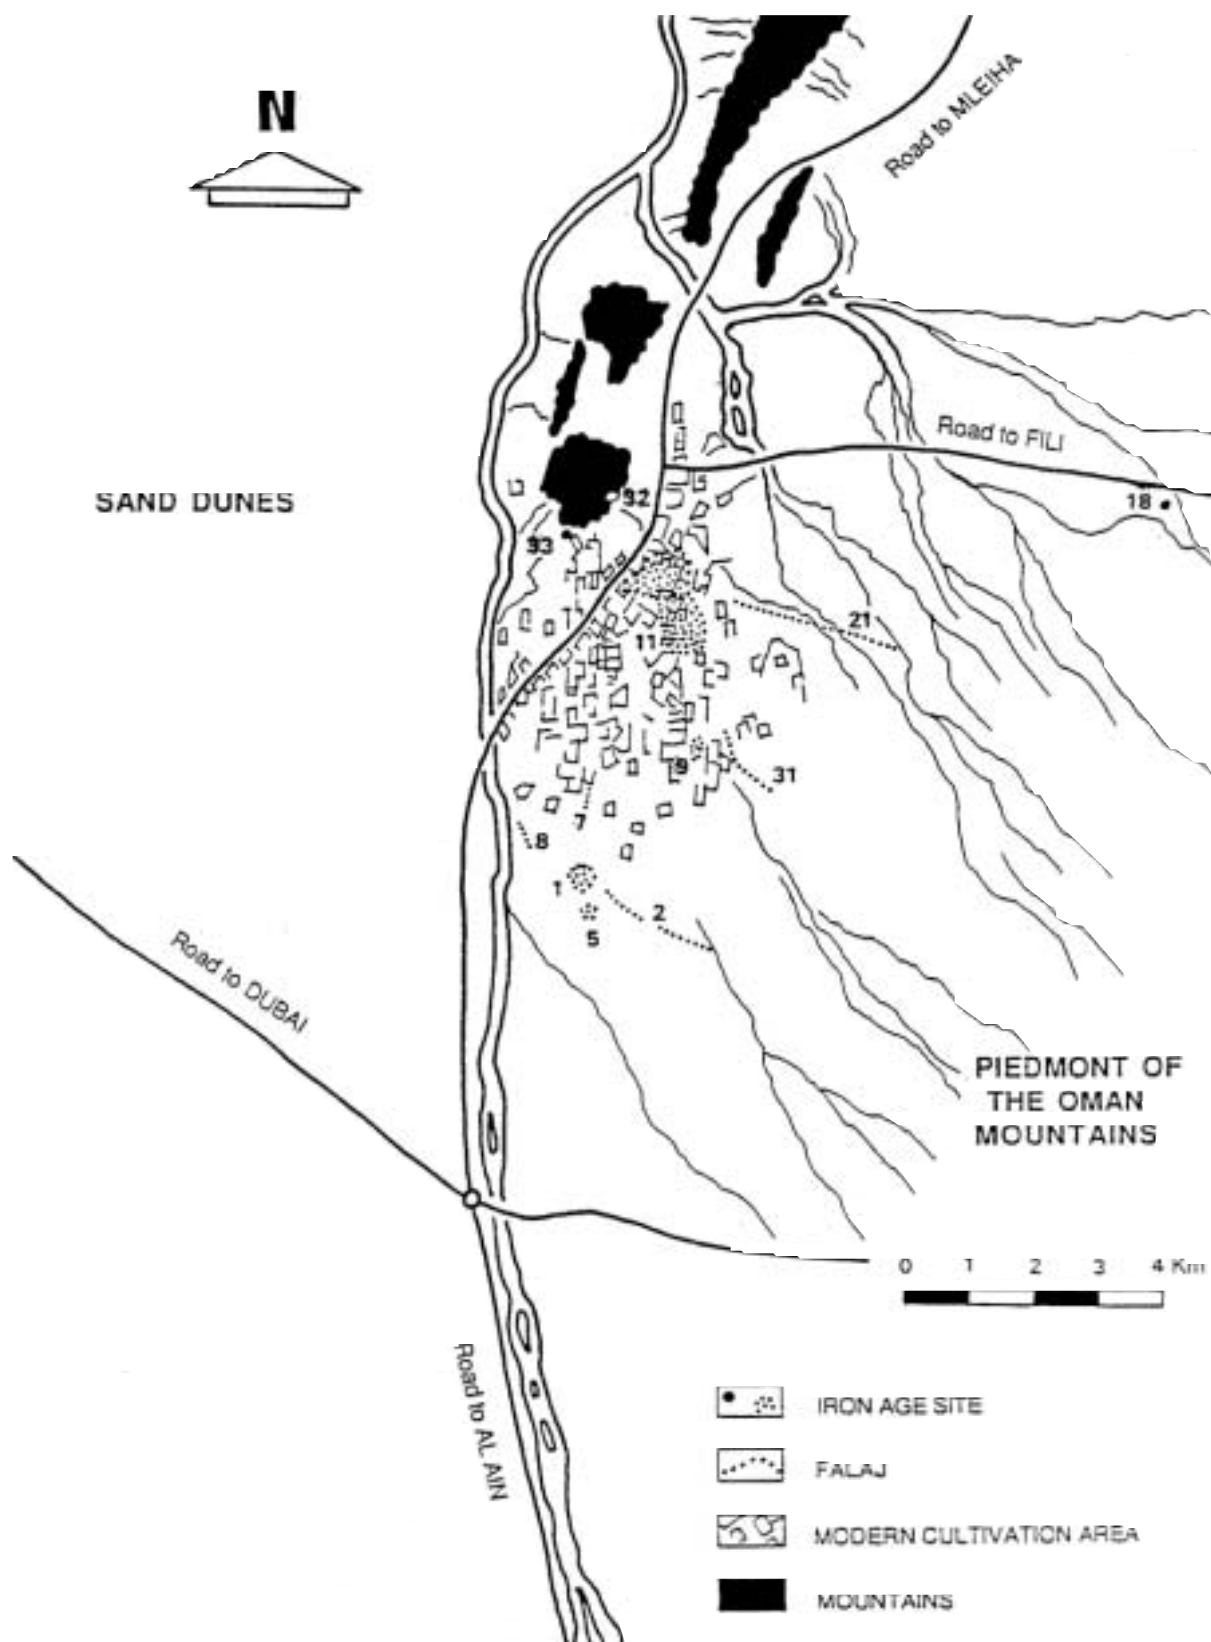 N
Road to MLEIHA
Road to FILI
SAND DUNES
32
18
33
21
11
9
31
7
8
1
2
5
Road to DUBAI
PIEDMONT OF
THE OMAN
MOUNTAINS
0 1 2 3 4 Km
Road to AL AIN
IRON AGE SITE
FALAJ
MODERN CULTIVATION AREA
MOUNTAINS